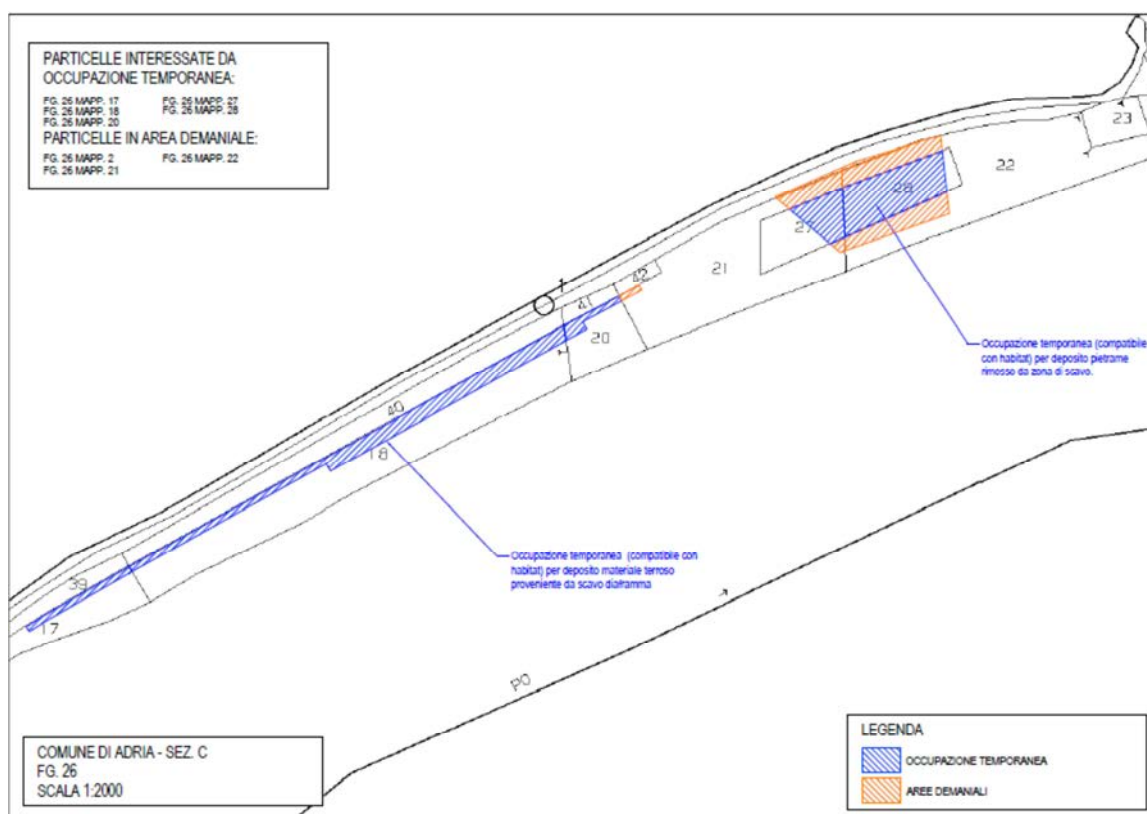 PARTICELLE INTERESSATE DA
OCCUPAZIONE TEMPORANEA:
FG. 26 MAPP. 17 FG. 26 MAPP. 27
FG. 26 MAPP. 18 FG. 26 MAPP. 28
FG. 26 MAPP. 20
PARTICELLE IN AREA DEMANIALE:
FG. 26 MAPP. 2 FG. 26 MAPP. 22
FG. 26 MAPP. 21
23
22
28
27
21
42
1
41
20
40
18
39
17
Occupazione temporanea (compatibile
con habitat) per deposito pietrame
rimosso da zona di scavo.
Occupazione temporanea (compatibile con
habitat) per deposito materiale terroso
proveniente da scavo diaframma
PO
COMUNE DI ADRIA - SEZ. C
FG. 26
SCALA 1:2000
LEGENDA
OCCUPAZIONE TEMPORANEA
AREE DEMANIALI